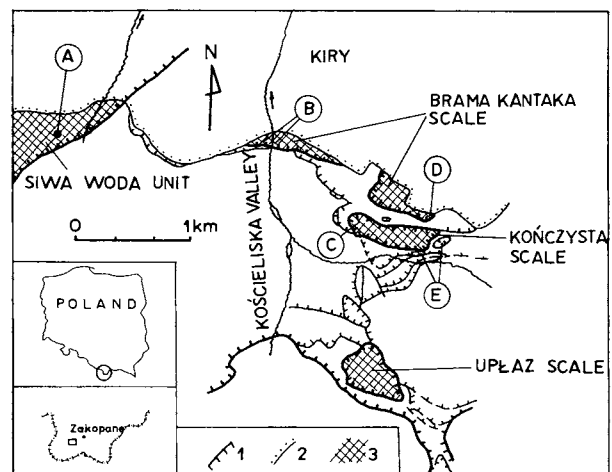 A
N
KIRY
B
BRAMA KANTAKA
SCALE
D
SIWA WODA UNIT
0 1km
KOŚCIELISKA VALLEY
C
KOŃCZYSTA
SCALE
E
POLAND
UPŁAZ SCALE
Zakopane
1 2 3